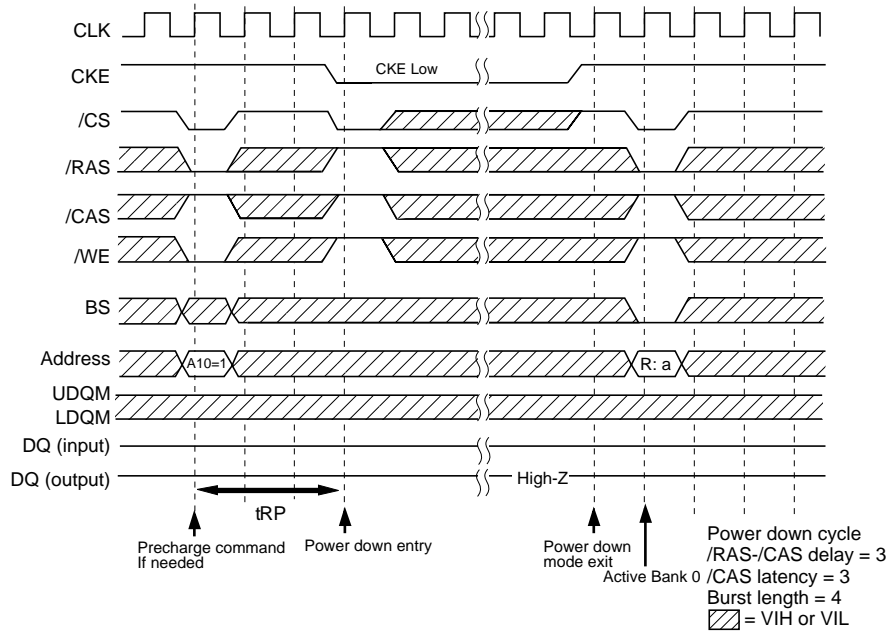 CLK
CKE
CKE Low
/CS
/RAS
/CAS
/WE
BS
Address
A10=1
R: a
UDQM
LDQM
DQ (input)
DQ (output)
High-Z
tRP
Precharge command
If needed
Power down entry
Power down
mode exit
Active Bank 0
Power down cycle
/RAS-/CAS delay = 3
/CAS latency = 3
Burst length = 4
= VIH or VIL